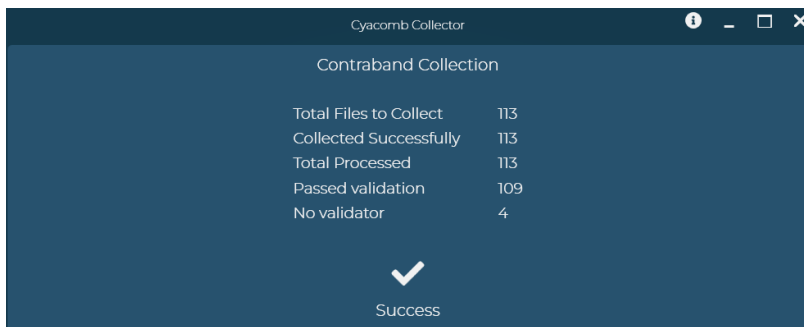 Cyacomb Collector
Contraband Collection
Total Files to Collect 113
Collected Successfully 113
Total Processed 113
Passed validation 109
No validator 4
Success